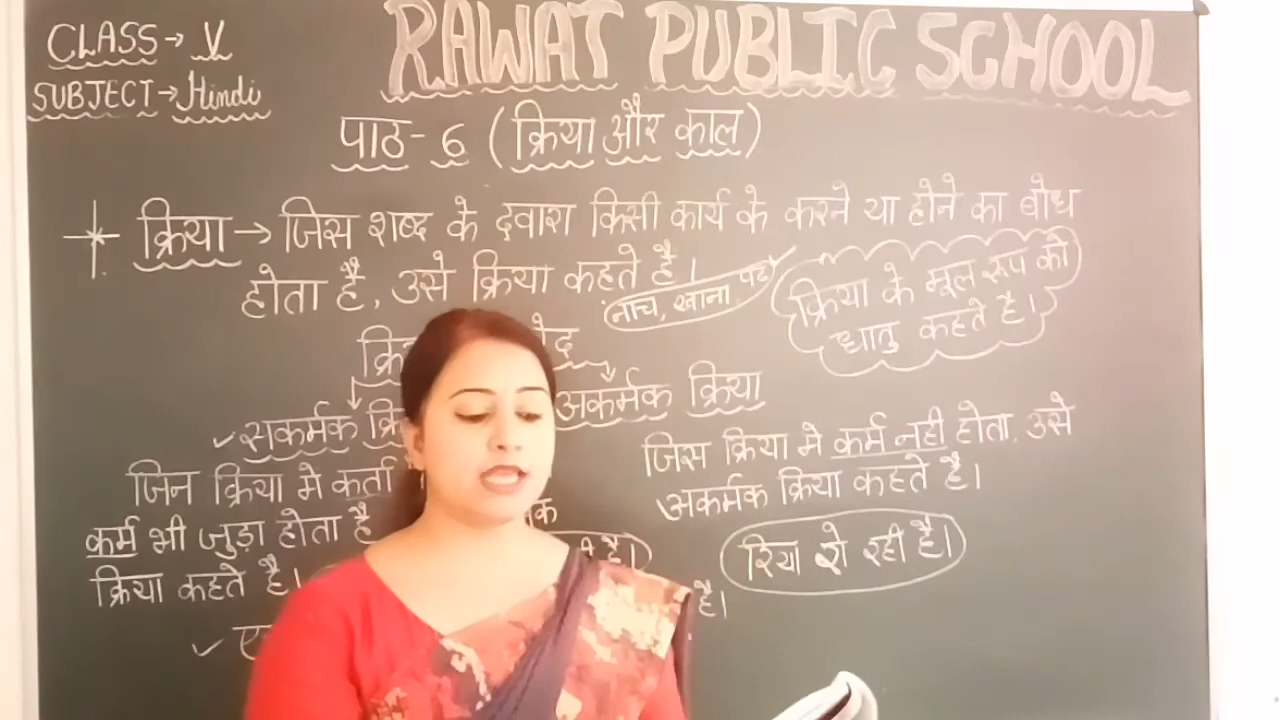 CLASS → V
SUBJECT → Hindi
RAWAT PUBLIC SCHOOL
पाठ- 6 (क्रिया और काल)
क्रिया → जिस शब्द के द्वारा किसी कार्य के करने या होने का बोध
होता है, उसे क्रिया कहते है।
नाच, खाना
क्रिया के मूल रूप को
धातु कहते है।
अकर्मक क्रिया
सकर्मक
जिन क्रिया मे कर्ता
कर्म भी जुड़ा होता है
क्रिया कहते है।
जिस क्रिया मे कर्म नही होता, उसे
अकर्मक क्रिया कहते है।
रिया रो रही है।
है।